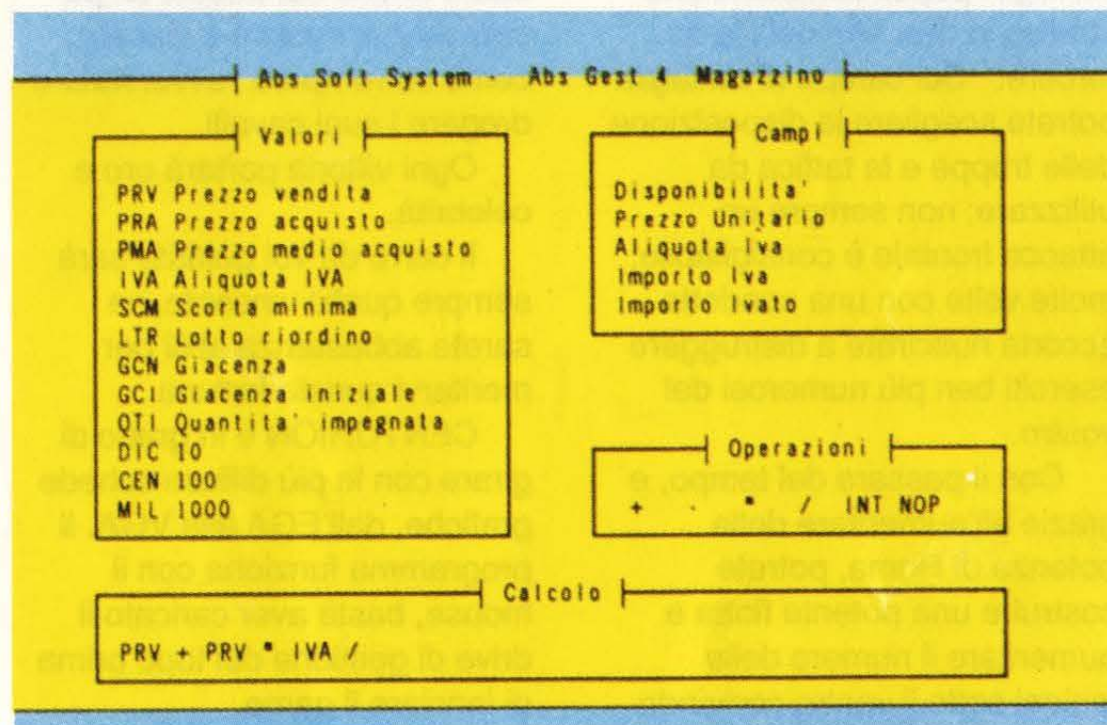 Abs Soft System - Abs Gest 4 Magazzino
Valori
PRV Prezzo vendita
PRA Prezzo acquisto
PMA Prezzo medio acquisto
IVA Aliquota IVA
SCM Scorta minima
LTR Lotto riordino
GCN Giacenza
GCI Giacenza iniziale
QTI Quantita' impegnata
DIC 10
CEN 100
MIL 1000
Campi
Disponibilita'
Prezzo Unitario
Aliquota Iva
Importo Iva
Importo Ivato
Operazioni
+ - * / INT NOP
Calcolo
PRV + PRV * IVA /